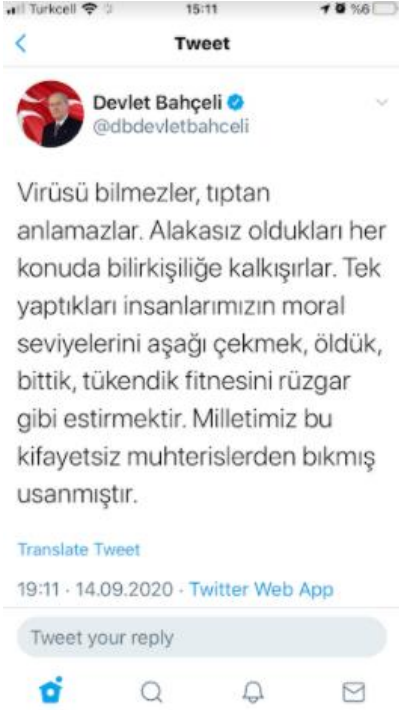 Turkcell 15:11 %6
Tweet
Devlet Bahçeli
@dbdevletbahceli
Virüsü bilmezler, tıptan
anlamazlar. Alakasız oldukları her
konuda bilirkişiliğe kalkışırlar. Tek
yaptıkları insanlarımızın moral
seviyelerini aşağı çekmek, öldük,
bittik, tükendik fitnesini rüzgar
gibi estirmektir. Milletimiz bu
kifayetsiz muhterislerden bıkmış
usanmıştır.
Translate Tweet
19:11 · 14.09.2020 · Twitter Web App
Tweet your reply